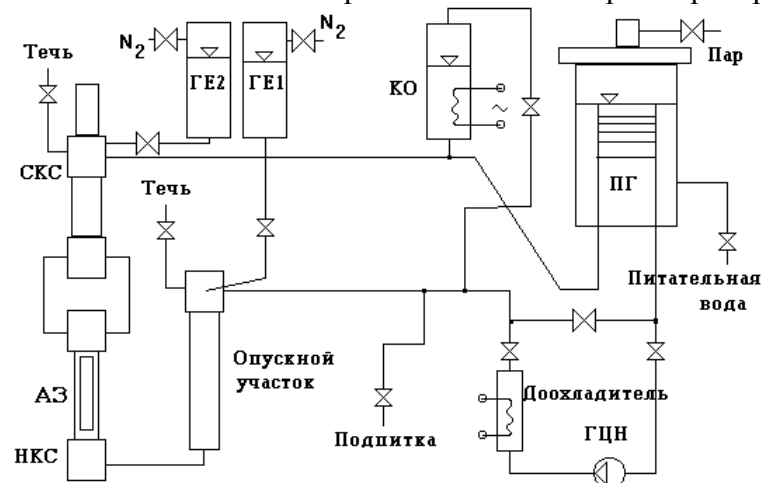 Течь
N2
N2
ГЕ2
ГЕ1
КО
~
Пар
СКС
Течь
ПГ
Питательная
вода
Опускной
участок
АЗ
Доохладитель
ГЦН
Подпитка
НКС